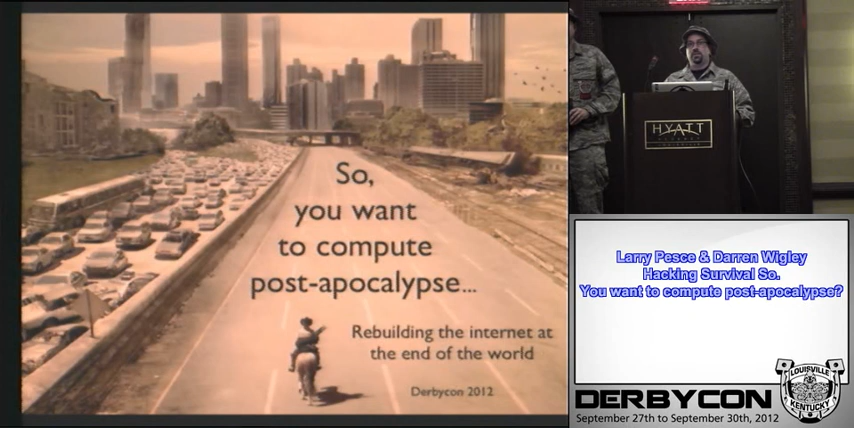 So,
you want
to compute
post-apocalypse...
Rebuilding the internet at
the end of the world
Derbycon 2012
HYATT
Larry Pesce & Darren Wigley
Hacking Survival So.
You want to compute post-apocalypse?
DERBYCON
September 27th to September 30th, 2012
LOUISVILLE
KENTUCKY